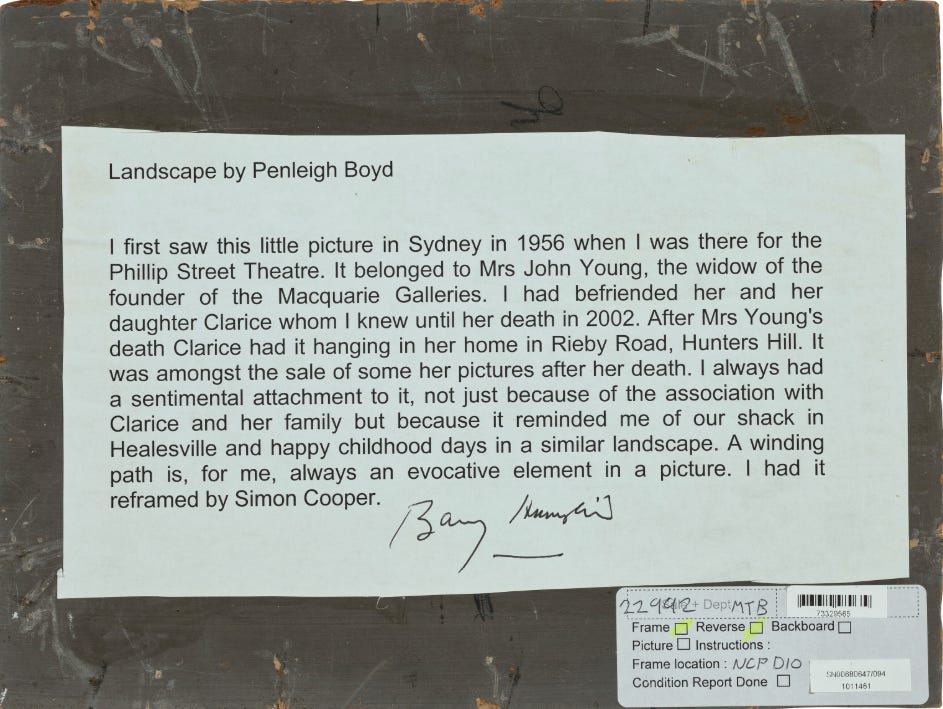 Landscape by Penleigh Boyd
I first saw this little picture in Sydney in 1956 when I was there for the
Phillip Street Theatre. It belonged to Mrs John Young, the widow of the
founder of the Macquarie Galleries. I had befriended her and her
daughter Clarice whom I knew until her death in 2002. After Mrs Young's
death Clarice had it hanging in her home in Rieby Road, Hunters Hill. It
was amongst the sale of some her pictures after her death. I always had
a sentimental attachment to it, not just because of the association with
Clarice and her family but because it reminded me of our shack in
Healesville and happy childhood days in a similar landscape. A winding
path is, for me, always an evocative element in a picture. I had it
reframed by Simon Cooper.
Barry Humphries
22992 + Dept MTB
73329565
Frame Reverse Backboard
Picture Instructions :
Frame location : NCP D10
Condition Report Done
1011461